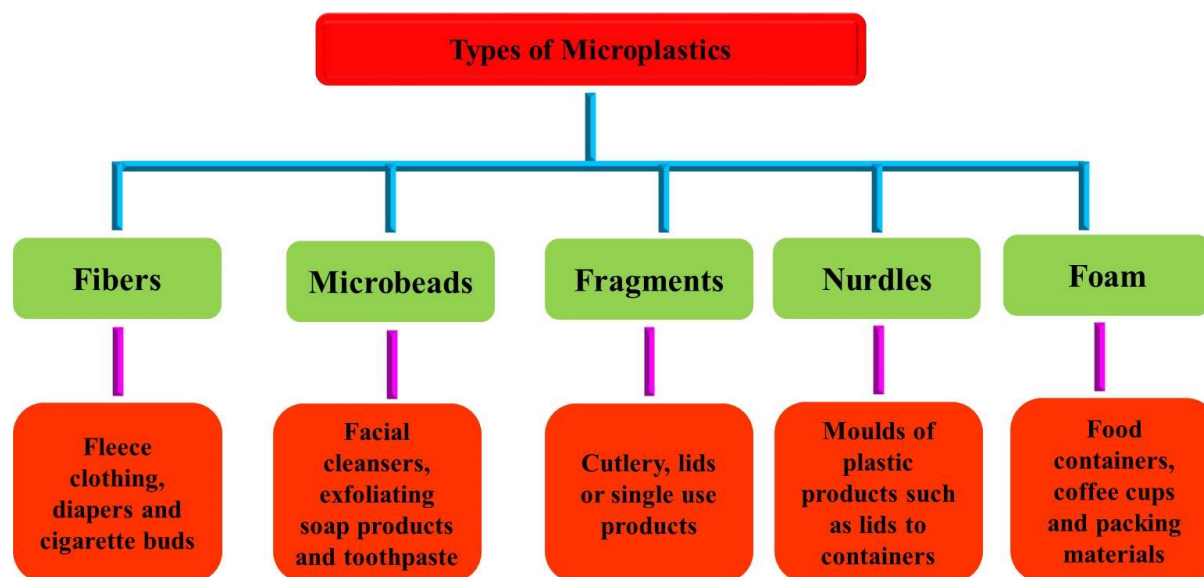 Types of Microplastics
Fibers
Microbeads
Fragments
Nurdles
Foam
Fleece
clothing,
diapers and
cigarette buds
Facial
cleansers,
exfoliating
soap products
and toothpaste
Cutlery, lids
or single use
products
Moulds of
plastic
products such
as lids to
containers
Food
containers,
coffee cups
and packing
materials